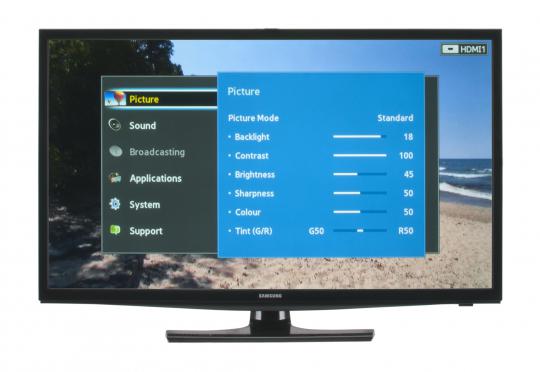 HDMI1
Picture
Sound
Broadcasting
Applications
System
Support
Picture
Picture Mode Standard
· Backlight 18
· Contrast 100
· Brightness 45
· Sharpness 50
· Colour 50
· Tint (G/R) G50 R50
SAMSUNG